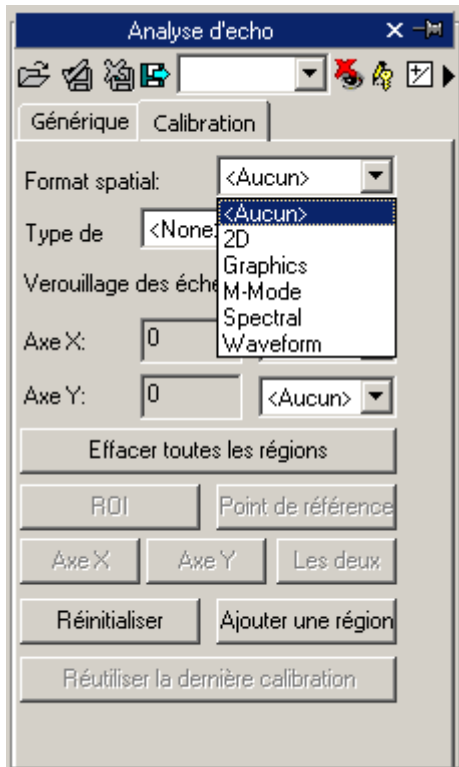 Analyse d'echo
Générique Calibration
Format spatial: <Aucun>
<Aucun>
2D
Graphics
M-Mode
Spectral
Waveform
Type de <None>
Verouillage des éche
Axe X: 0
Axe Y: 0 <Aucun>
Effacer toutes les régions
ROI Point de référence
Axe X Axe Y Les deux
Réinitialiser Ajouter une région
Réutiliser la dernière calibration